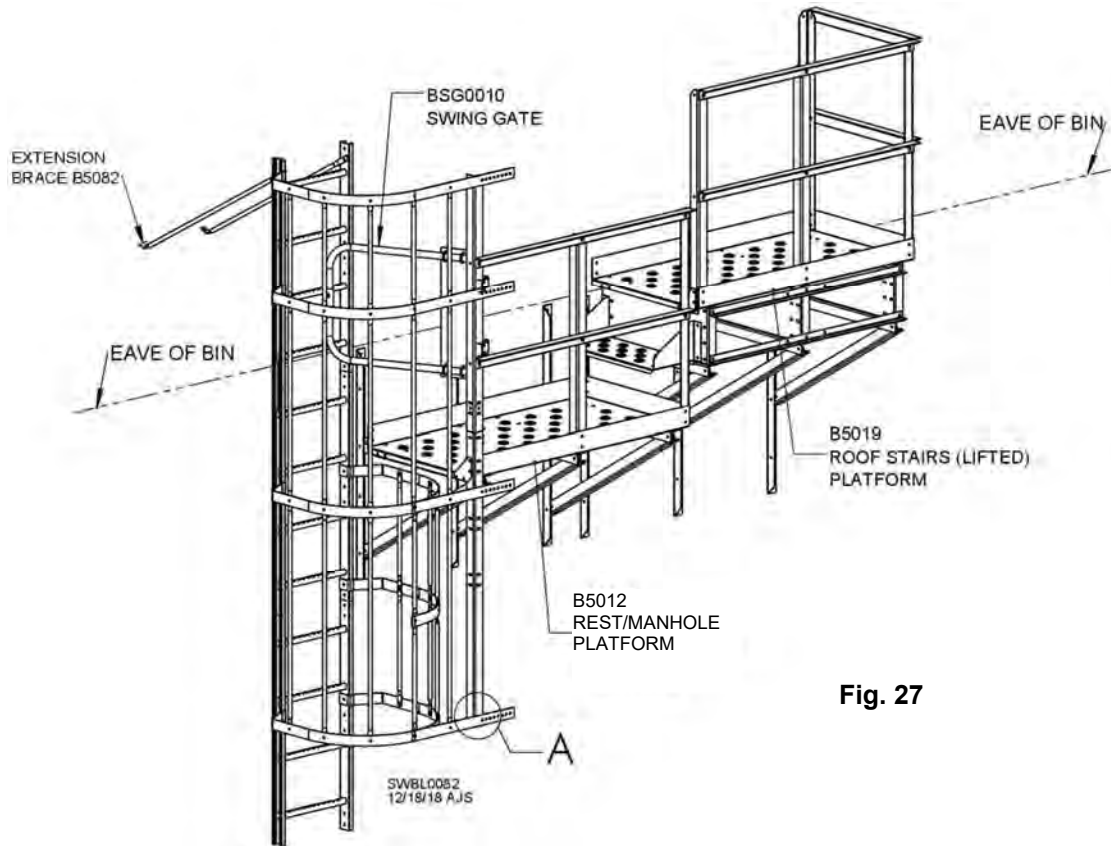 BSG0010
SWING GATE
EAVE OF BIN
EXTENSION
BRACE B5082
EAVE OF BIN
B5019
ROOF STAIRS (LIFTED)
PLATFORM
B5012
REST/MANHOLE
PLATFORM
Fig. 27
A
SWBL0082
12/18/18 AJS